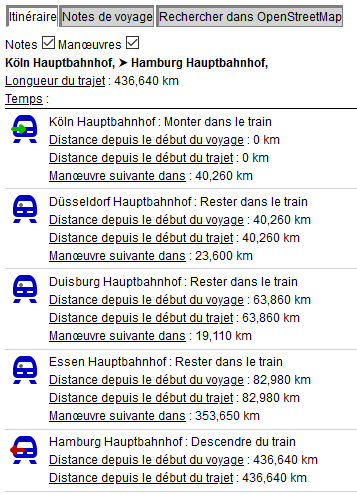 Itinéraire Notes de voyage Rechercher dans OpenStreetMap
Notes Manœuvres
Köln Hauptbahnhof, ➤ Hamburg Hauptbahnhof,
Longueur du trajet : 436,640 km
Temps :
Köln Hauptbahnhof : Monter dans le train
Distance depuis le début du voyage : 0 km
Distance depuis le début du trajet : 0 km
Manœuvre suivante dans : 40,260 km
Düsseldorf Hauptbahnhof : Rester dans le train
Distance depuis le début du voyage : 40,260 km
Distance depuis le début du trajet : 40,260 km
Manœuvre suivante dans : 23,600 km
Duisburg Hauptbahnhof : Rester dans le train
Distance depuis le début du voyage : 63,860 km
Distance depuis le début du trajet : 63,860 km
Manœuvre suivante dans : 19,110 km
Essen Hauptbahnhof : Rester dans le train
Distance depuis le début du voyage : 82,980 km
Distance depuis le début du trajet : 82,980 km
Manœuvre suivante dans : 353,650 km
Hamburg Hauptbahnhof : Descendre du train
Distance depuis le début du voyage : 436,640 km
Distance depuis le début du trajet : 436,640 km